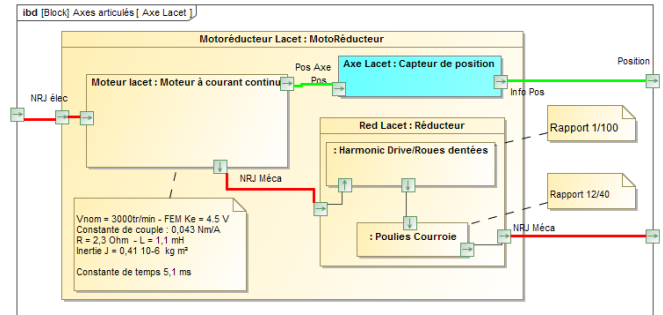 ibd [Block] Axes articulés [ Axe Lacet ]
Motoréducteur Lacet : MotoRéducteur
Pos Axe
Axe Lacet : Capteur de position
Position
Moteur lacet : Moteur à courant continu
Pos
NRJ élec
Info Pos
Red Lacet : Réducteur
Rapport 1/100
: Harmonic Drive/Roues dentées
NRJ Méca
Rapport 12/40
Vnom = 3000tr/min - FEM Ke = 4.5 V
Constante de couple : 0,043 Nm/A
R = 2,3 Ohm - L = 1,1 mH
Inertie J = 0,41 10-6 kg m²
Constante de temps 5,1 ms
: Poulies Courroie
NRJ Méca